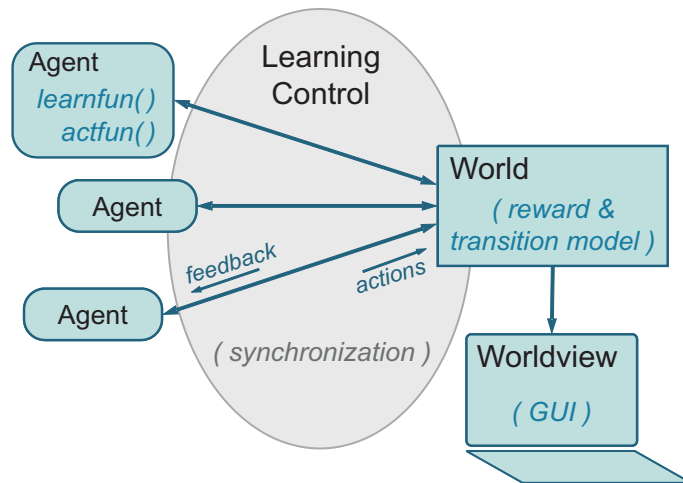 Learning
Control
Agent
learnfun( )
actfun( )
Agent
Agent
feedback
actions
( synchronization )
World
( reward &
transition model )
Worldview
( GUI )